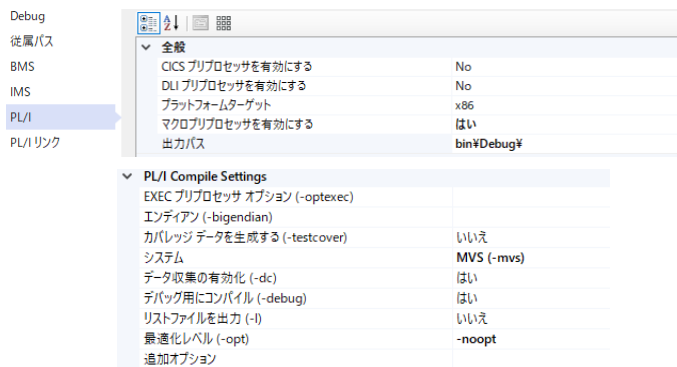 Debug
従属パス
BMS
IMS
PL/I
PL/I リンク
全般
CICS プリプロセッサを有効にする No
DLI プリプロセッサを有効にする No
プラットフォームターゲット x86
マクロプリプロセッサを有効にする はい
出力パス bin¥Debug¥
PL/I Compile Settings
EXEC プリプロセッサ オプション (-optexec)
エンディアン (-bigendian)
カバレッジ データを生成する (-testcover) いいえ
システム MVS (-mvs)
データ収集の有効化 (-dc) はい
デバッグ用にコンパイル (-debug) はい
リストファイルを出力 (-l) いいえ
最適化レベル (-opt) -noopt
追加オプション